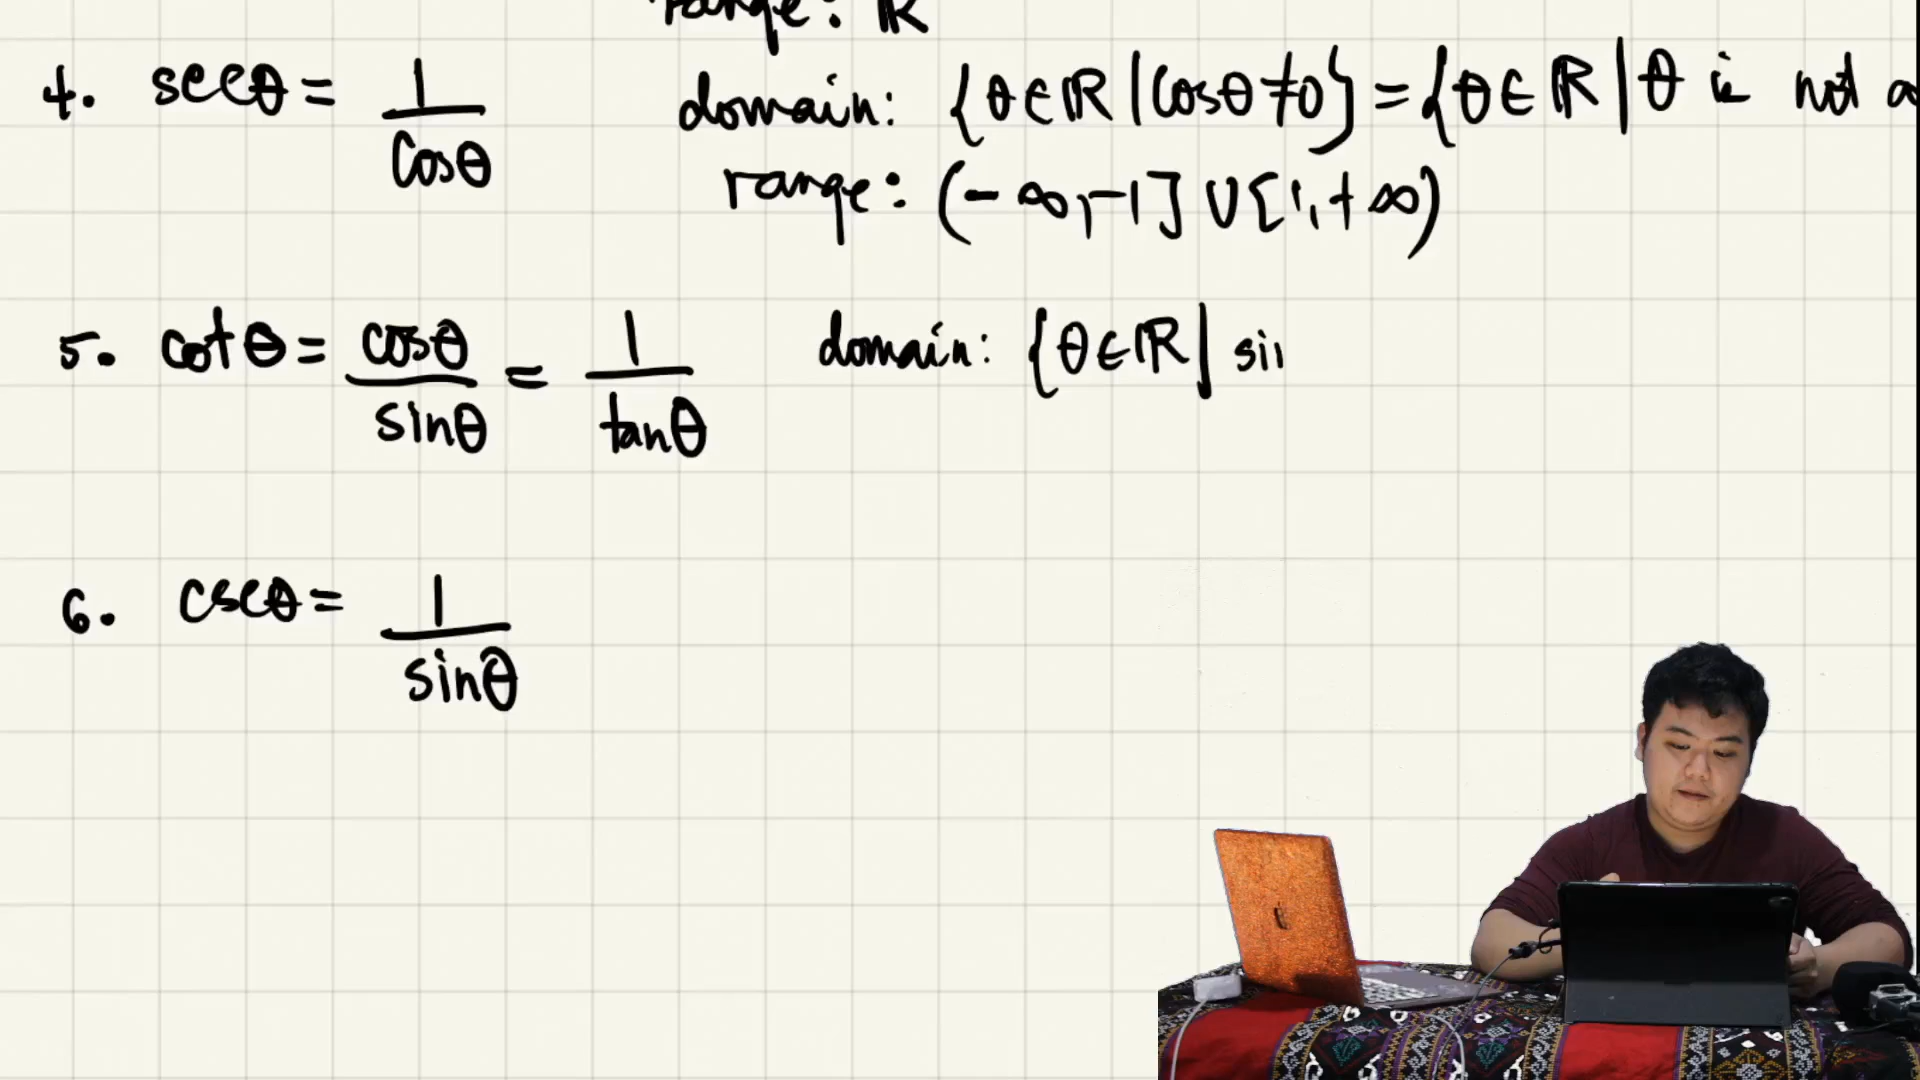 range: ℝ
4. secθ = 1/cosθ domain: {θ∈ℝ | cosθ≠0} = {θ∈ℝ | θ is not a
range: (-∞,-1] ∪ [1,+∞)
5. cotθ = cosθ/sinθ = 1/tanθ domain: {θ∈ℝ | sin
6. cscθ = 1/sinθ